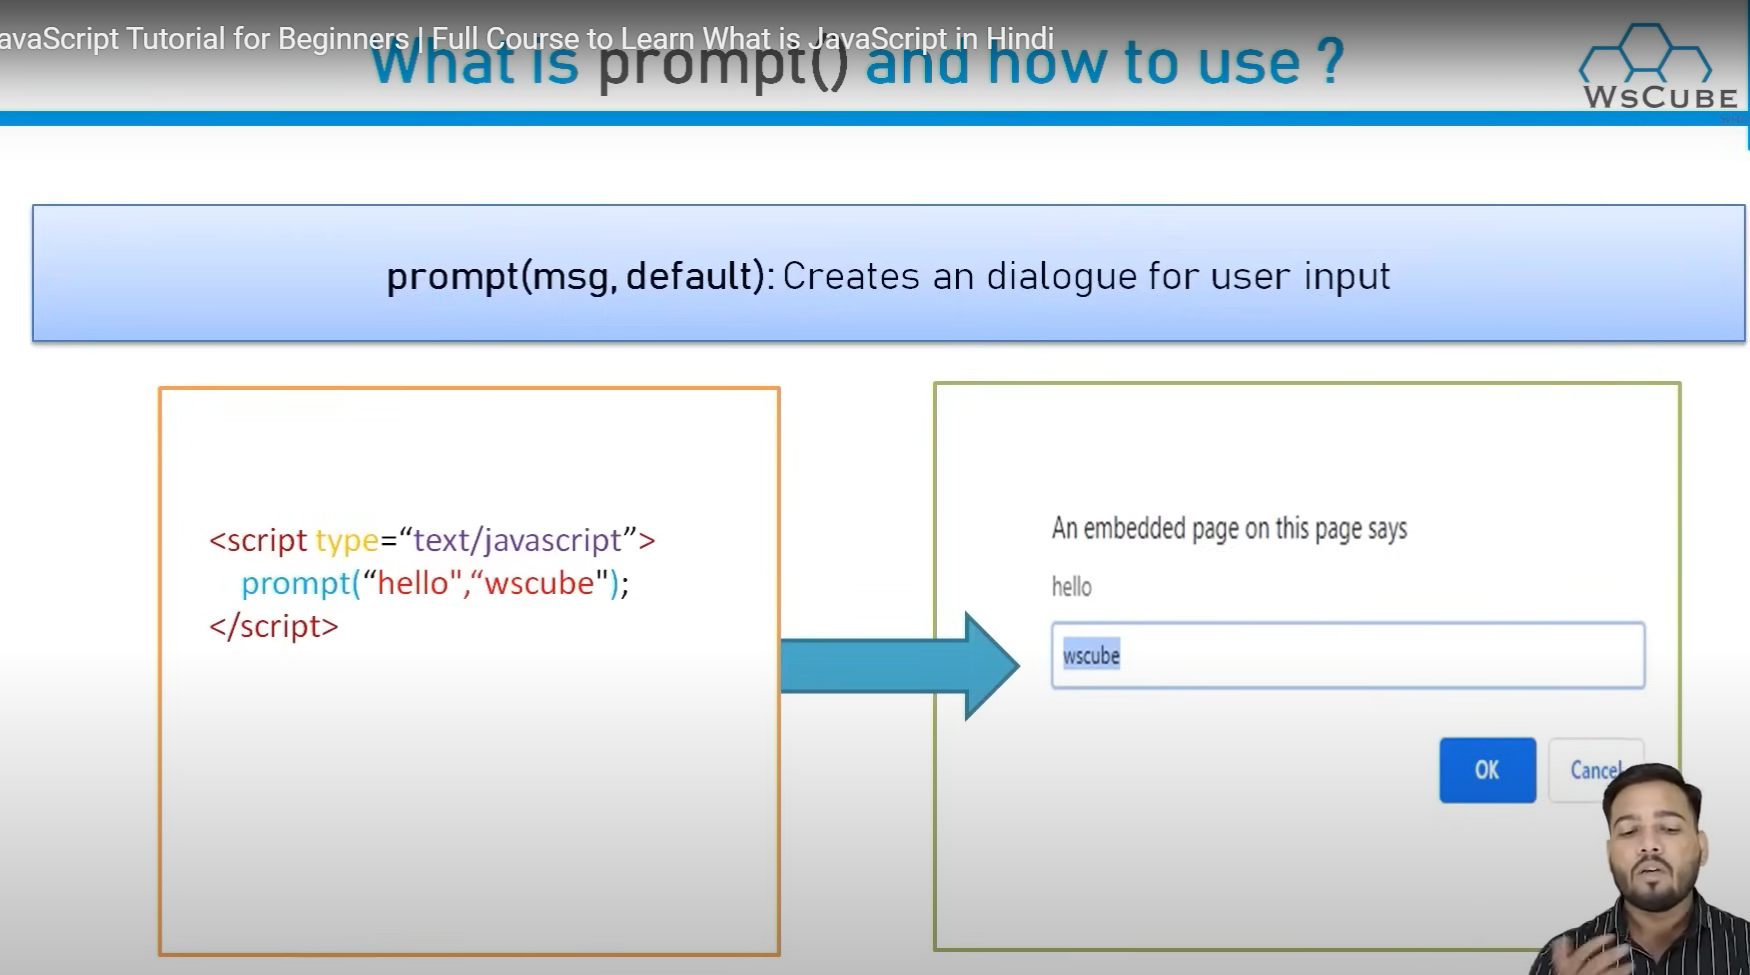 avaScript Tutorial for Beginners | Full Course to Learn What is JavaScript in Hindi
What is prompt() and how to use ?
WsCube
prompt(msg, default): Creates an dialogue for user input
<script type=“text/javascript”>
prompt(“hello",“wscube");
</script>
An embedded page on this page says
hello
wscube
OK
Cancel